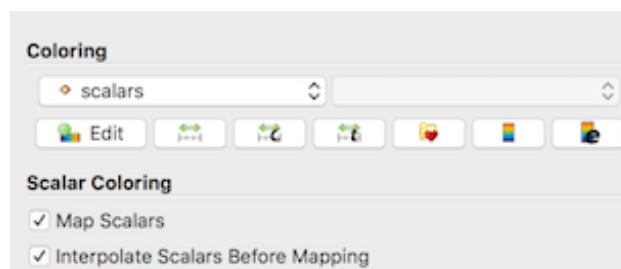 Coloring
scalars
Edit
Scalar Coloring
Map Scalars
Interpolate Scalars Before Mapping